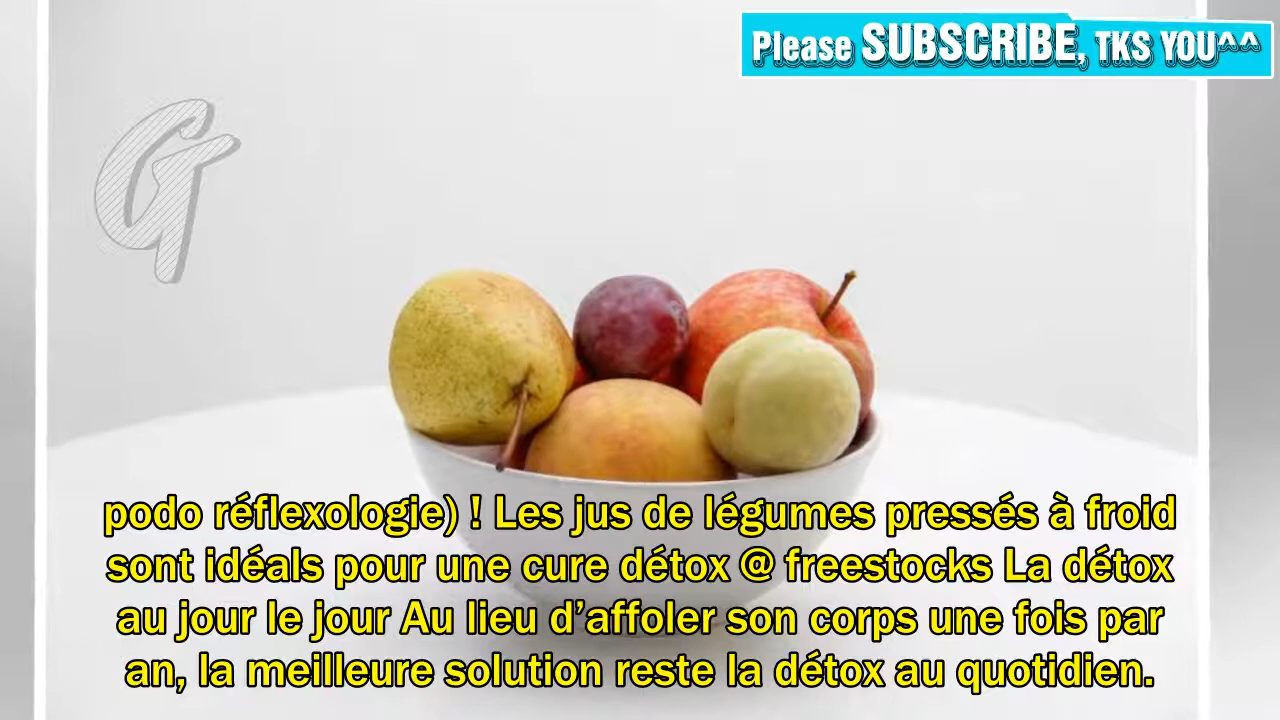 Please SUBSCRIBE, TKS YOU^^
G
podo réflexologie) ! Les jus de légumes pressés à froid
sont idéals pour une cure détox @ freestocks La détox
au jour le jour Au lieu d’affoler son corps une fois par
an, la meilleure solution reste la détox au quotidien.